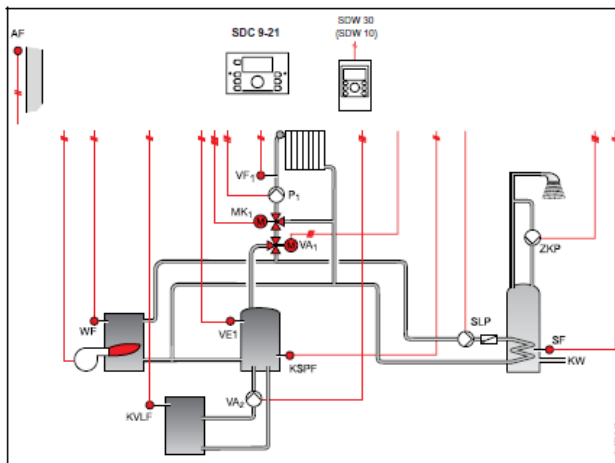 AF
SDC 9-21
SDW 30
(SDW 10)
VF1
P1
MK1
M
M
VA1
ZKP
WF
VE1
SLP
SF
KSPF
KW
KVLF
VA2